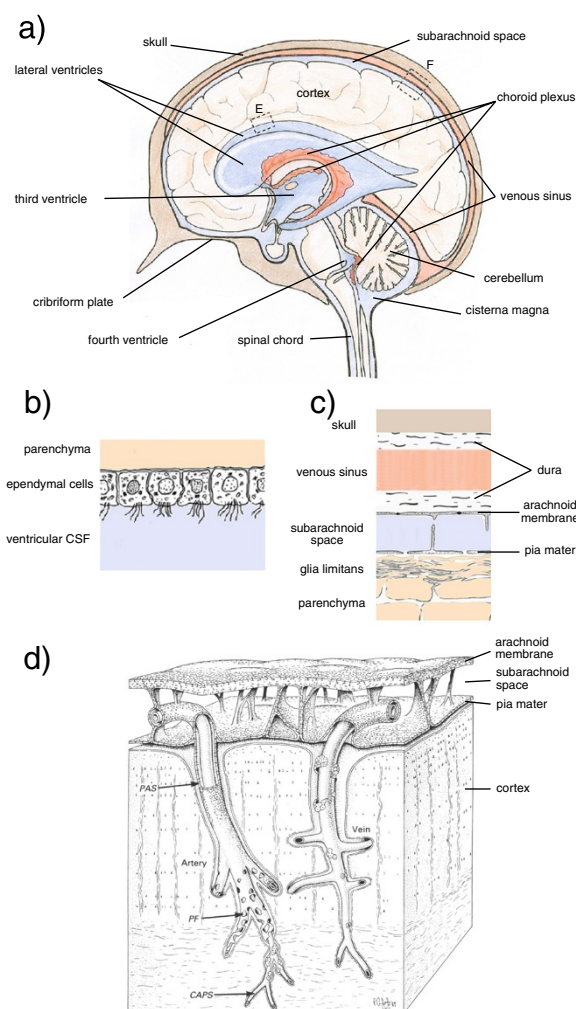 a)
skull
subarachnoid space
lateral ventricles
F
E
cortex
choroid plexus
third ventricle
venous sinus
cerebellum
cribriform plate
cisterna magna
fourth ventricle
spinal chord
b)
parenchyma
ependymal cells
ventricular CSF
c)
skull
venous sinus
dura
arachnoid
membrane
subarachnoid
space
pia mater
glia limitans
parenchyma
d)
arachnoid
membrane
subarachnoid
space
pia mater
PAS
cortex
Vein
Artery
PF
CAPS